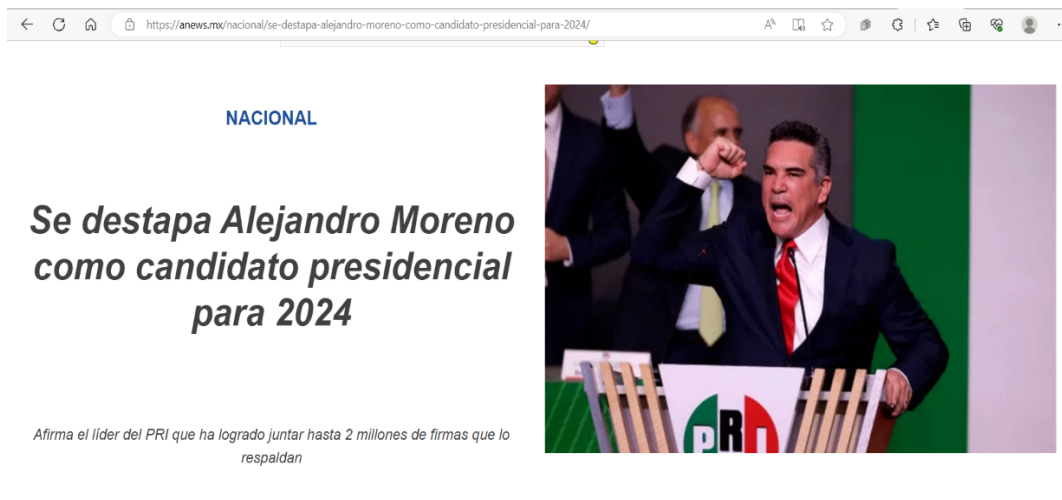 https://anews.mx/nacional/se-destapa-alejandro-moreno-como-candidato-presidencial-para-2024/
NACIONAL
Se destapa Alejandro Moreno
como candidato presidencial
para 2024
Afirma el líder del PRI que ha logrado juntar hasta 2 millones de firmas que lo
respaldan
PRI